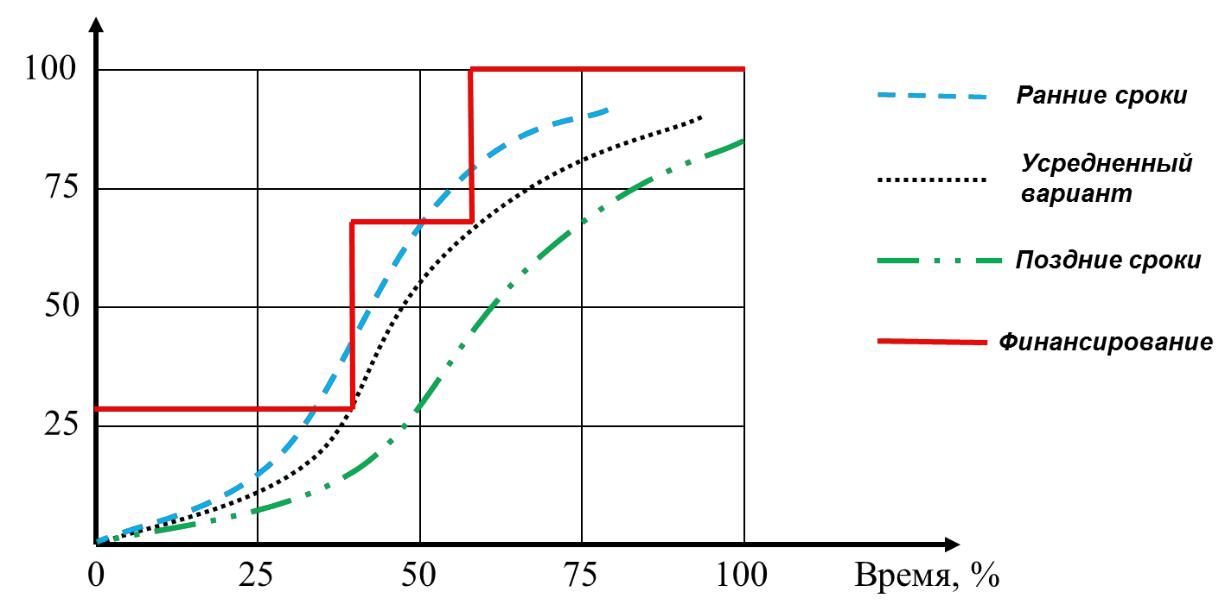 100
75
50
25
0 25 50 75 100 Время, %
Ранние сроки
Усредненный
вариант
Поздние сроки
Финансирование